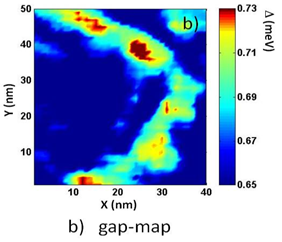 b)
Δ (meV)
0.73
0.71
0.69
0.67
0.65
Y (nm)
50
40
30
20
10
10 20 30 40
X (nm)
b) gap-map